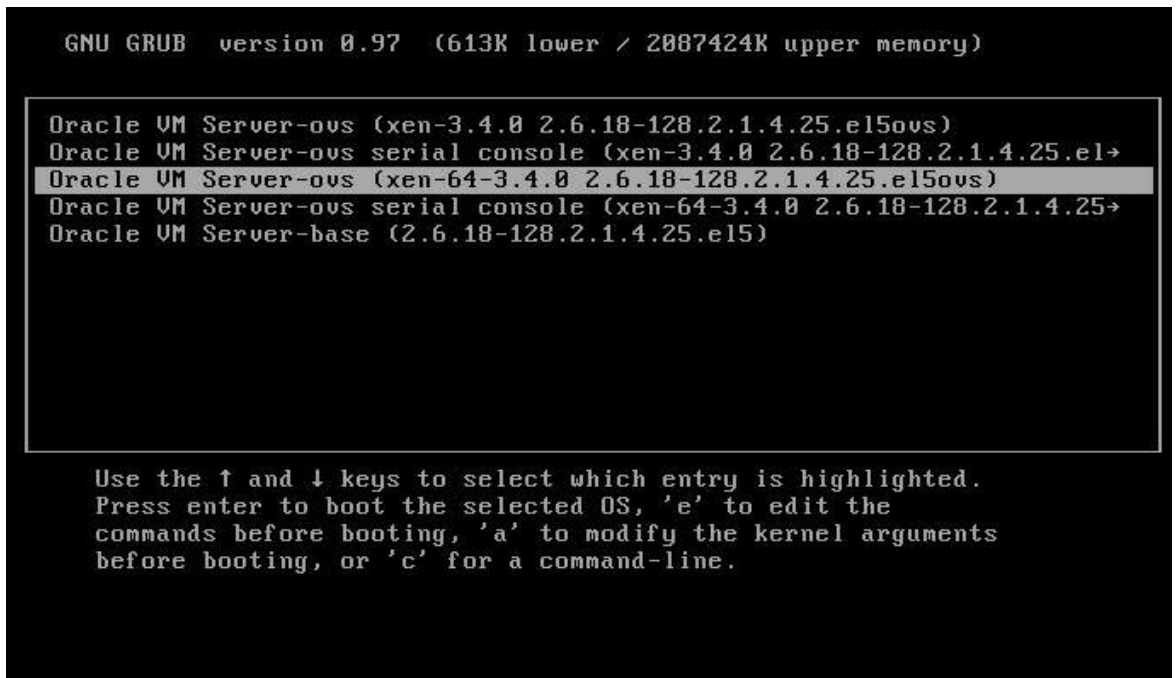 GNU GRUB version 0.97 (613K lower / 2087424K upper memory)
Oracle VM Server-ovs (xen-3.4.0 2.6.18-128.2.1.4.25.el5ovs)
Oracle VM Server-ovs serial console (xen-3.4.0 2.6.18-128.2.1.4.25.el→
Oracle VM Server-ovs (xen-64-3.4.0 2.6.18-128.2.1.4.25.el5ovs)
Oracle VM Server-ovs serial console (xen-64-3.4.0 2.6.18-128.2.1.4.25→
Oracle VM Server-base (2.6.18-128.2.1.4.25.el5)
Use the ↑ and ↓ keys to select which entry is highlighted.
Press enter to boot the selected OS, 'e' to edit the
commands before booting, 'a' to modify the kernel arguments
before booting, or 'c' for a command-line.